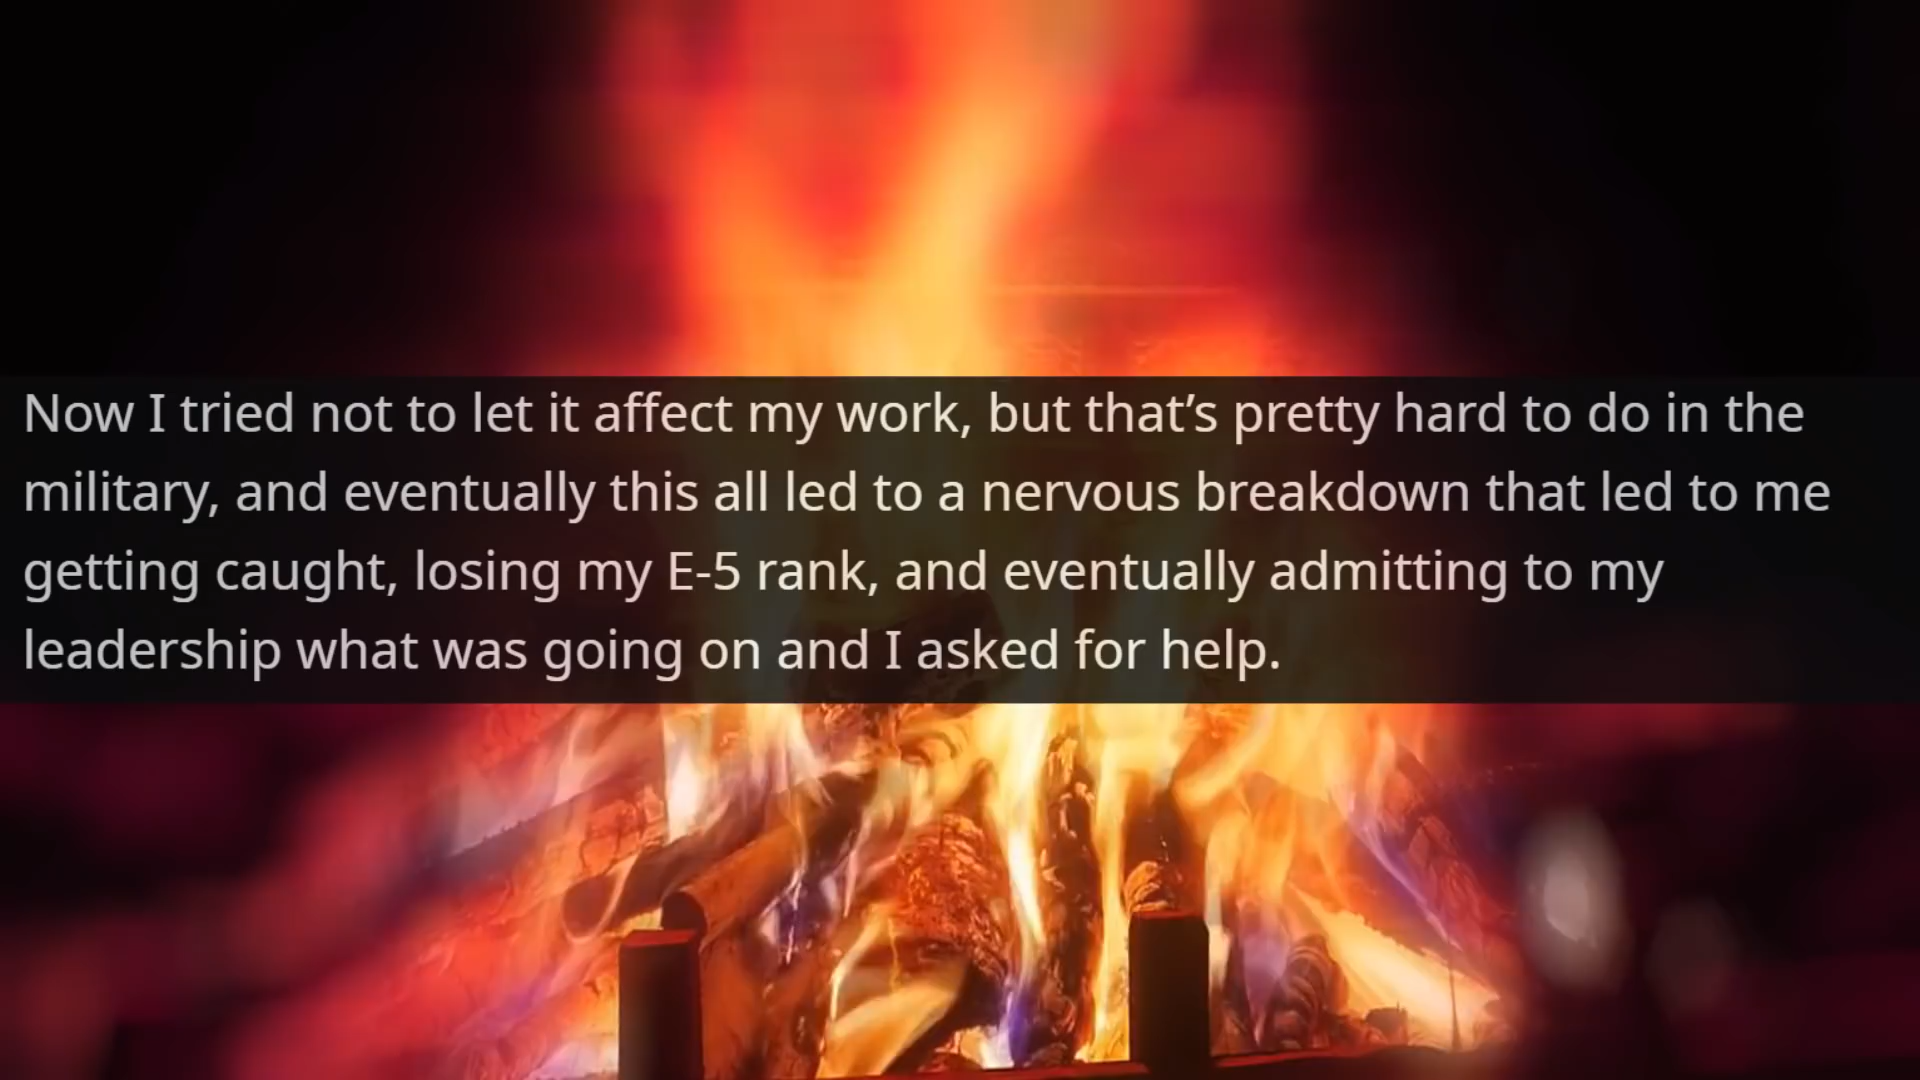 Now I tried not to let it affect my work, but that’s pretty hard to do in the
military, and eventually this all led to a nervous breakdown that led to me
getting caught, losing my E-5 rank, and eventually admitting to my
leadership what was going on and I asked for help.